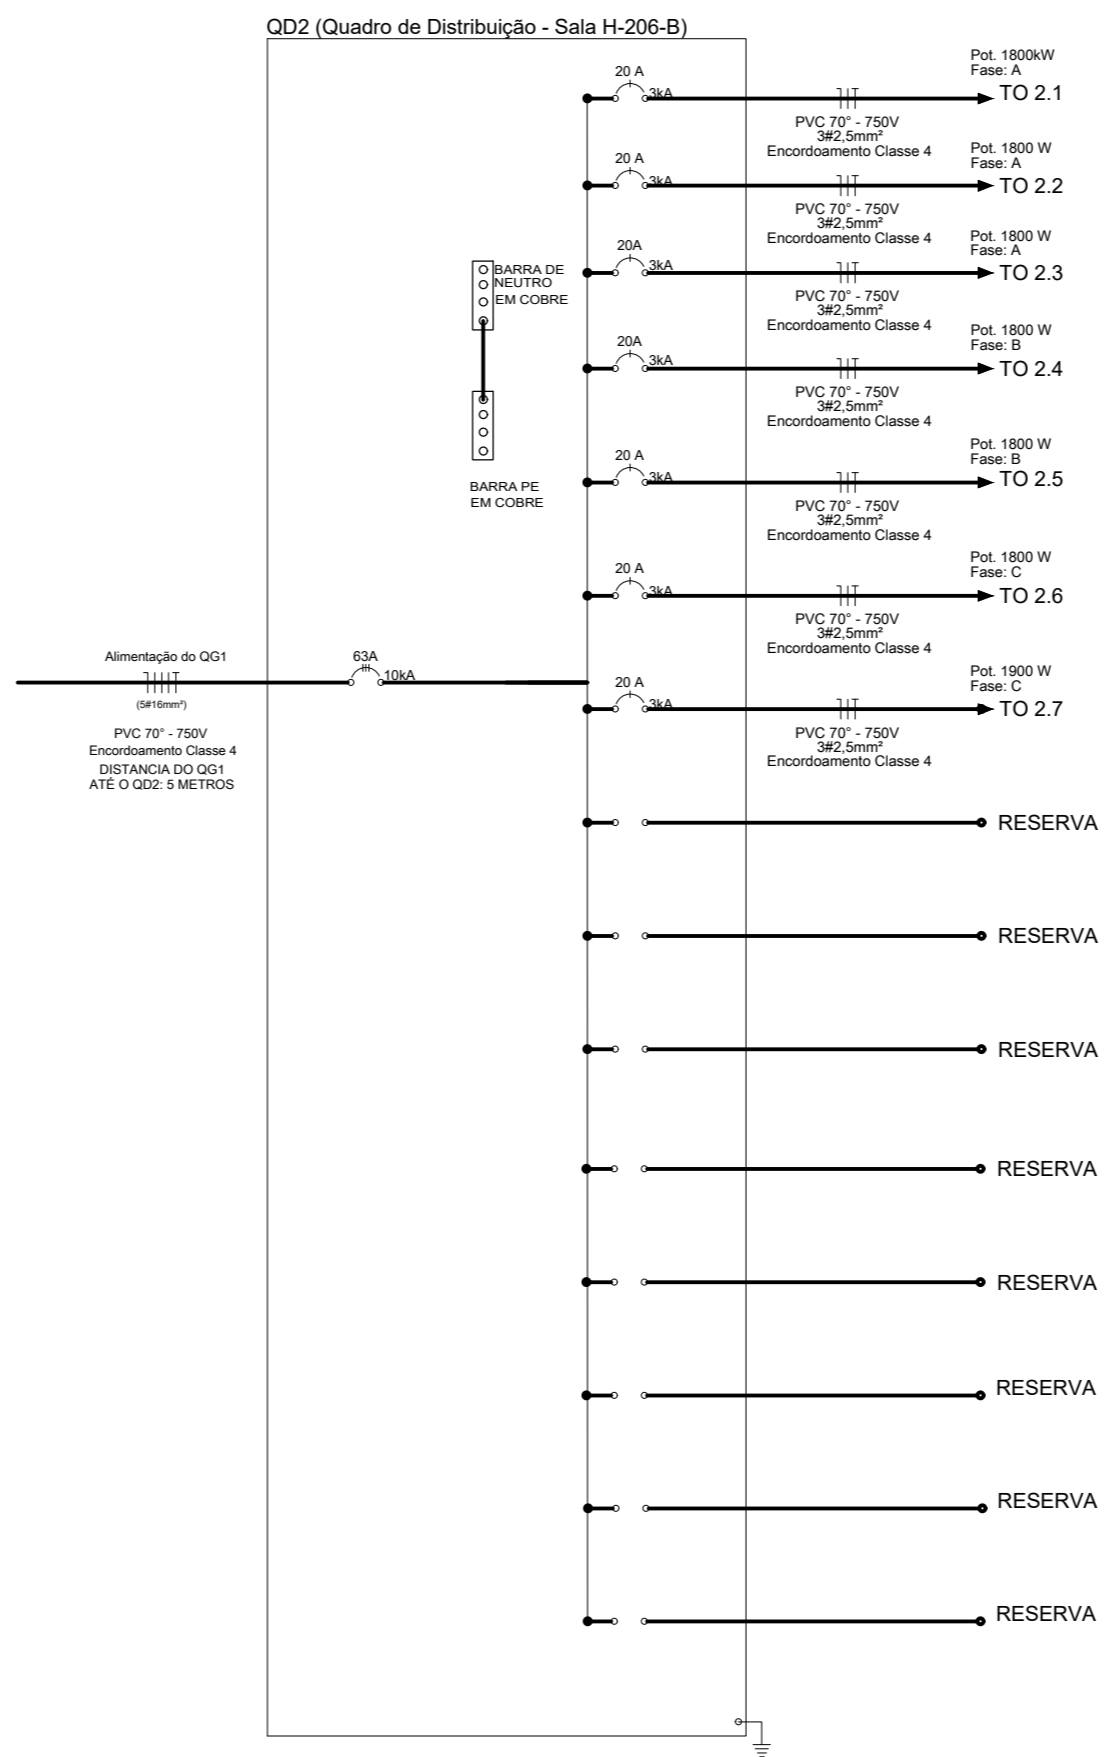 QD2 (Quadro de Distribuição - Sala H-206-B)
20 A
3kA
Pot. 1800kW
Fase: A
TO 2.1
PVC 70° - 750V
3#2,5mm²
Encordoamento Classe 4
20 A
3kA
Pot. 1800 W
Fase: A
TO 2.2
PVC 70° - 750V
3#2,5mm²
Encordoamento Classe 4
20A
3kA
Pot. 1800 W
Fase: A
TO 2.3
PVC 70° - 750V
3#2,5mm²
Encordoamento Classe 4
BARRA DE
NEUTRO
EM COBRE
20A
3kA
Pot. 1800 W
Fase: B
TO 2.4
PVC 70° - 750V
3#2,5mm²
Encordoamento Classe 4
BARRA PE
EM COBRE
20 A
3kA
Pot. 1800 W
Fase: B
TO 2.5
PVC 70° - 750V
3#2,5mm²
Encordoamento Classe 4
20 A
3kA
Pot. 1800 W
Fase: C
TO 2.6
PVC 70° - 750V
3#2,5mm²
Encordoamento Classe 4
Alimentação do QG1
(5#16mm²)
PVC 70° - 750V
Encordoamento Classe 4
DISTANCIA DO QG1
ATÉ O QD2: 5 METROS
63A
10kA
20 A
3kA
Pot. 1900 W
Fase: C
TO 2.7
PVC 70° - 750V
3#2,5mm²
Encordoamento Classe 4
RESERVA
RESERVA
RESERVA
RESERVA
RESERVA
RESERVA
RESERVA
RESERVA